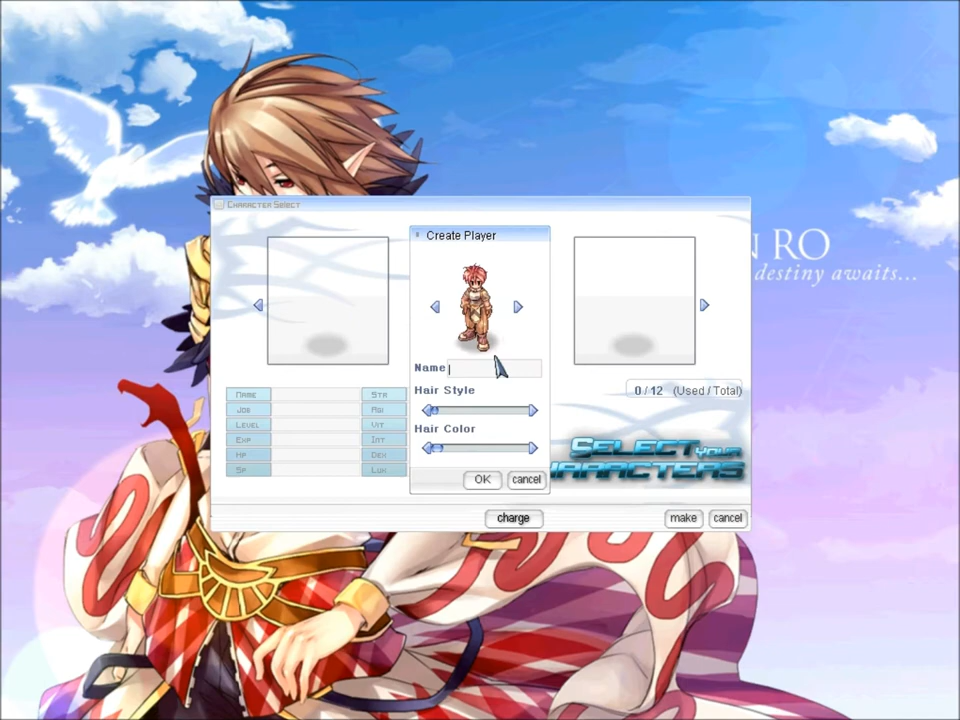 Character Select
Create Player
N RO
destiny awaits...
Name
Hair Style
0 / 12 (Used / Total)
Name
Str
Job
Agi
Level
Vit
Hair Color
Exp
Int
HP
Dex
Sp
Luk
Select Your
Characters
OK
cancel
charge
make
cancel